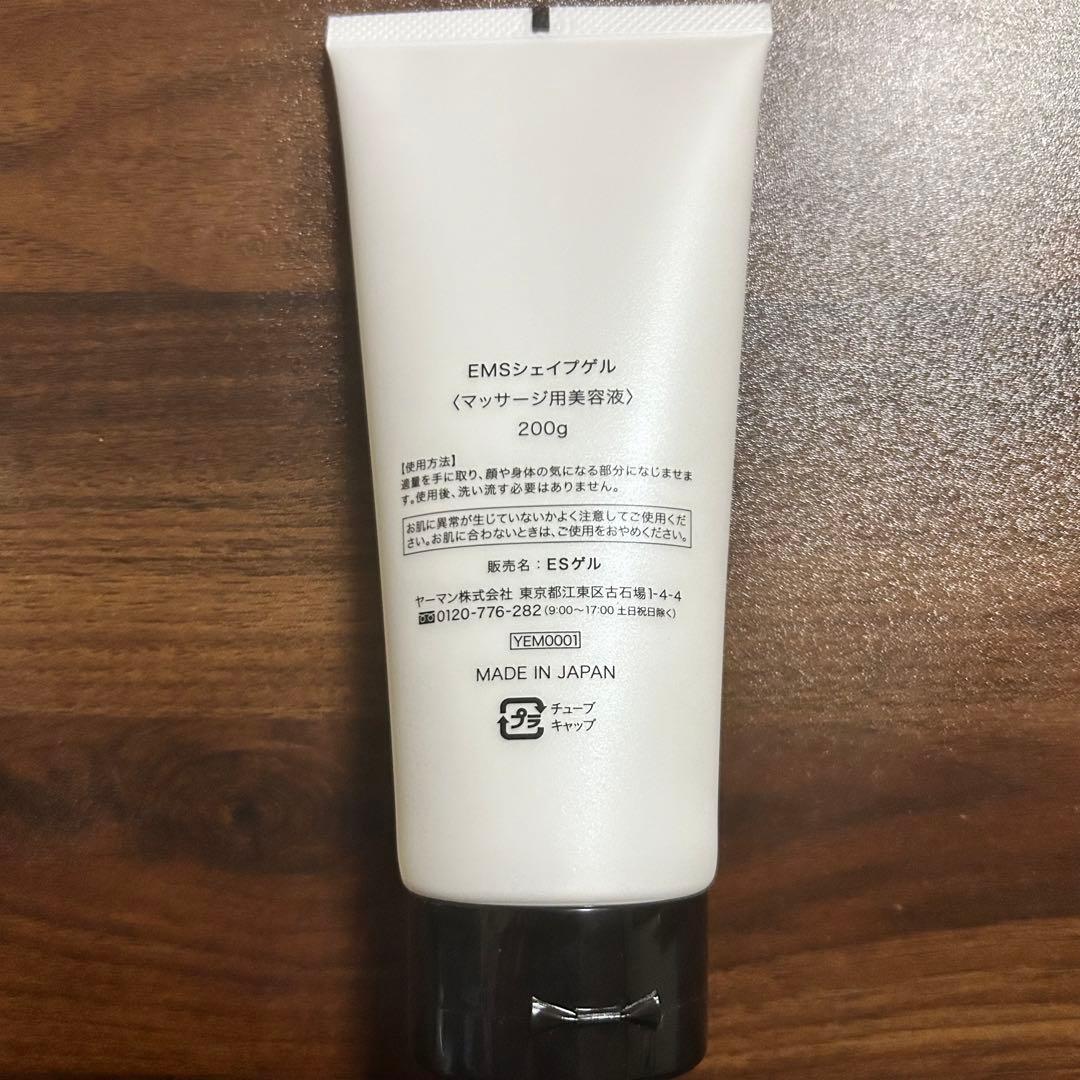 EMSシェイプゲル
〈マッサージ用美容液〉
200g
【使用方法】
適量を手に取り、顔や身体の気になる部分になじませま
す。使用後、洗い流す必要はありません。
お肌に異常が生じていないかよく注意してご使用くだ
さい。お肌に合わないときは、ご使用をおやめください。
販売名：ESゲル
ヤーマン株式会社 東京都江東区古石場1-4-4
0120-776-282（9:00〜17:00 土日祝日除く）
YEM0001
MADE IN JAPAN
プラ チューブ
キャップ